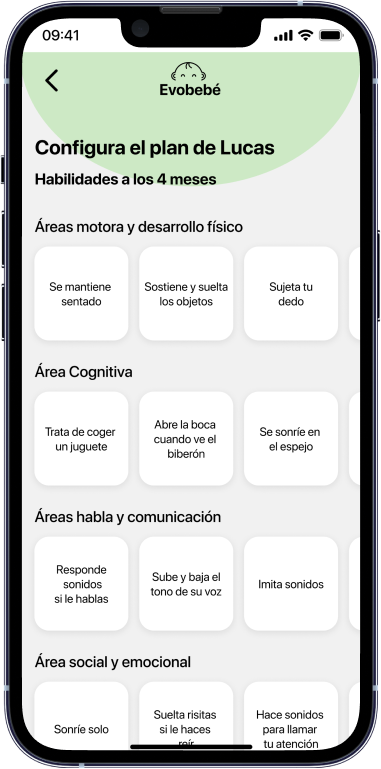 09:41
Evobebé
Configura el plan de Lucas
Habilidades a los 4 meses
Áreas motora y desarrollo físico
Se mantiene
sentado
Sostiene y suelta
los objetos
Sujeta tu
dedo
Área Cognitiva
Trata de coger
un juguete
Abre la boca
cuando ve el
biberón
Se sonríe en
el espejo
Áreas habla y comunicación
Responde
sonidos
si le hablas
Sube y baja el
tono de su voz
Imita sonidos
Área social y emocional
Sonríe solo
Suelta risitas
si le haces
reír
Hace sonidos
para llamar
tu atención